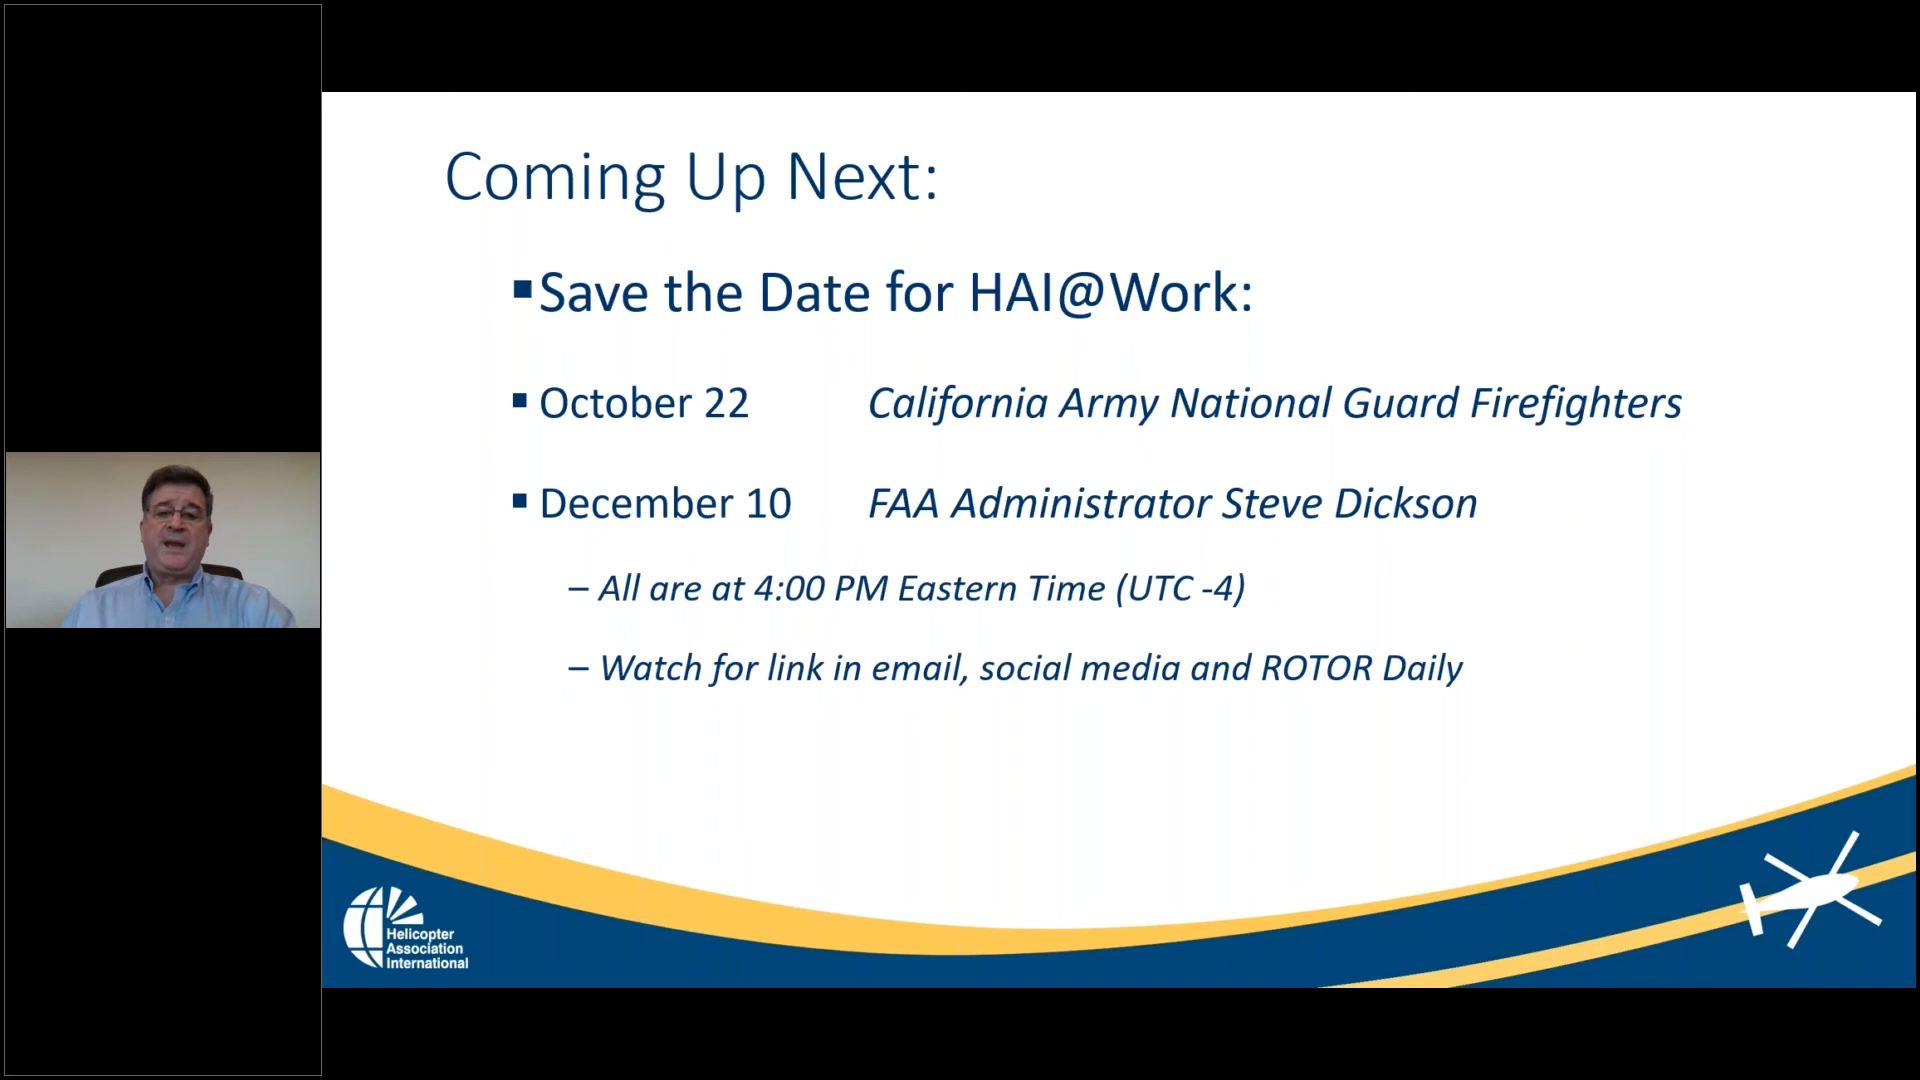 Coming Up Next:
▪Save the Date for HAI@Work:
▪ October 22 California Army National Guard Firefighters
▪ December 10 FAA Administrator Steve Dickson
– All are at 4:00 PM Eastern Time (UTC -4)
– Watch for link in email, social media and ROTOR Daily
Helicopter
Association
International